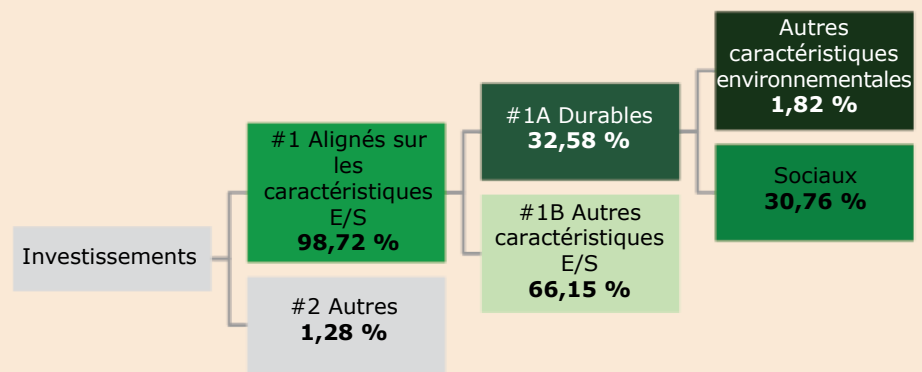 Investissements
#1 Alignés sur
les
caractéristiques
E/S
98,72 %
#2 Autres
1,28 %
#1A Durables
32,58 %
#1B Autres
caractéristiques
E/S
66,15 %
Autres
caractéristiques
environnementales
1,82 %
Sociaux
30,76 %